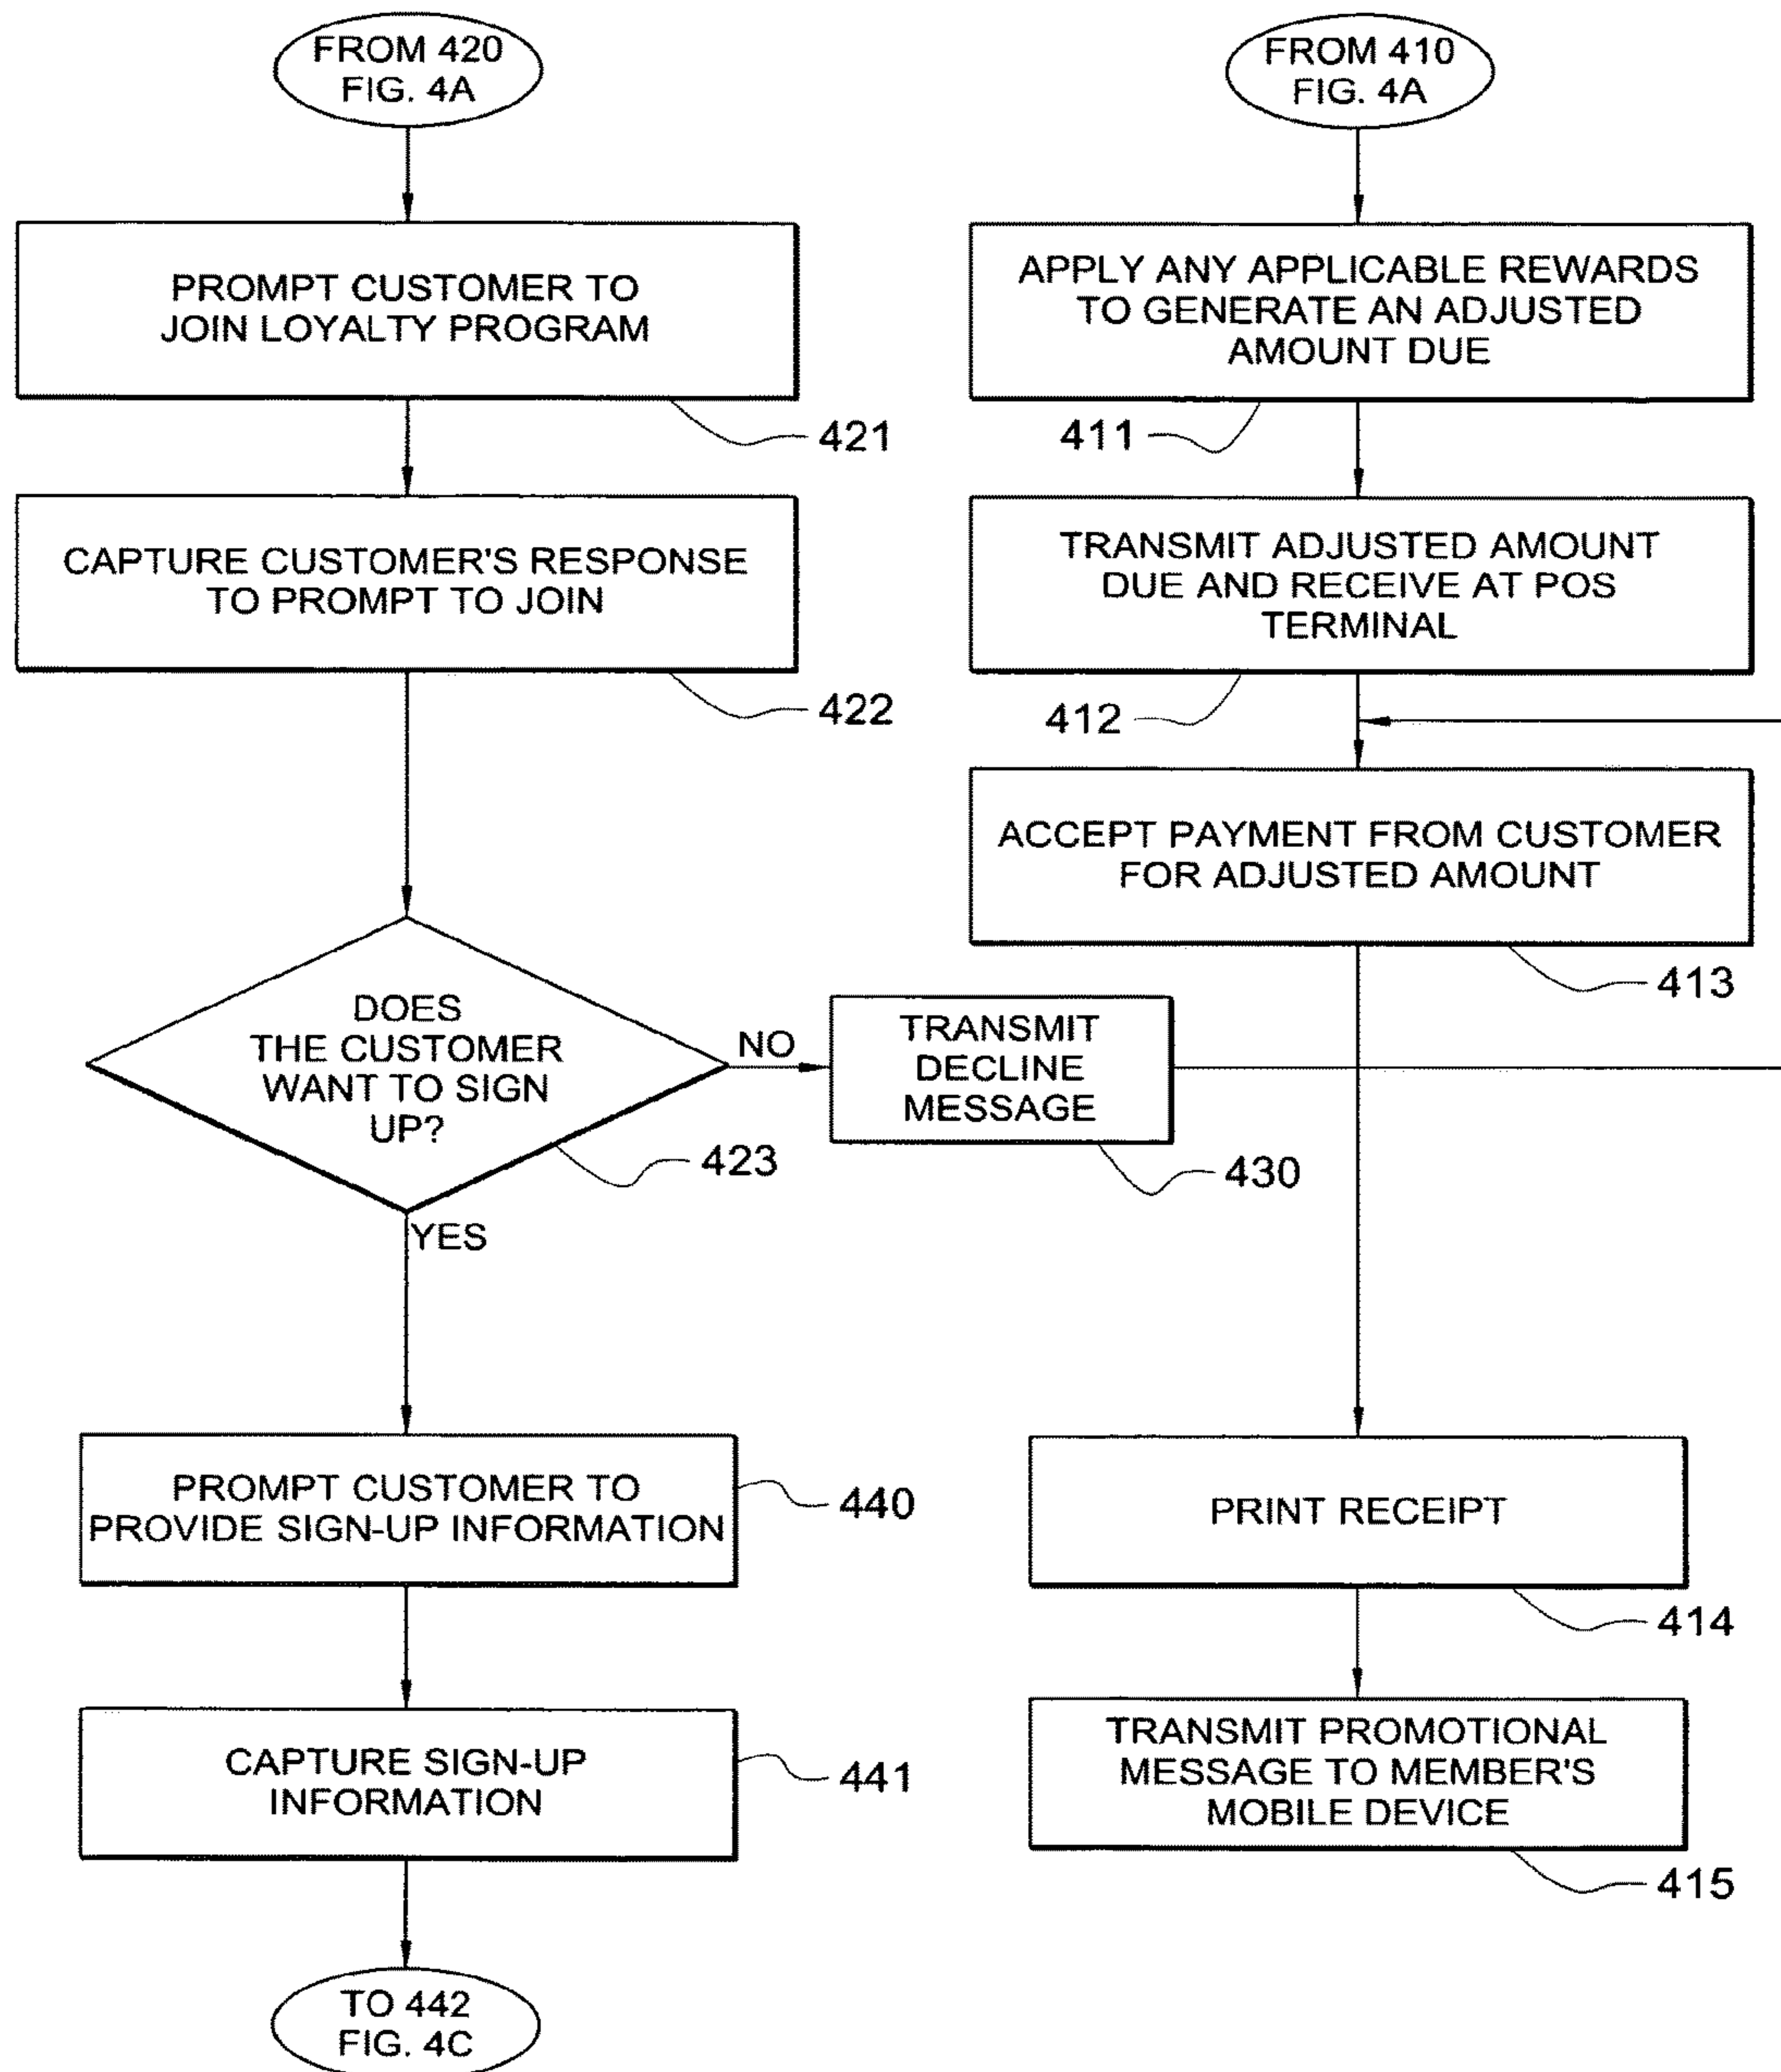 FROM 420
FIG. 4A
PROMPT CUSTOMER TO
JOIN LOYALTY PROGRAM
421
CAPTURE CUSTOMER'S RESPONSE
TO PROMPT TO JOIN
422
DOES
THE CUSTOMER
WANT TO SIGN
UP?
423
NO
TRANSMIT
DECLINE
MESSAGE
430
YES
PROMPT CUSTOMER TO
PROVIDE SIGN-UP INFORMATION
440
CAPTURE SIGN-UP
INFORMATION
441
TO 442
FIG. 4C
FROM 410
FIG. 4A
APPLY ANY APPLICABLE REWARDS
TO GENERATE AN ADJUSTED
AMOUNT DUE
411
TRANSMIT ADJUSTED AMOUNT
DUE AND RECEIVE AT POS
TERMINAL
412
ACCEPT PAYMENT FROM CUSTOMER
FOR ADJUSTED AMOUNT
413
PRINT RECEIPT
414
TRANSMIT PROMOTIONAL
MESSAGE TO MEMBER'S
MOBILE DEVICE
415